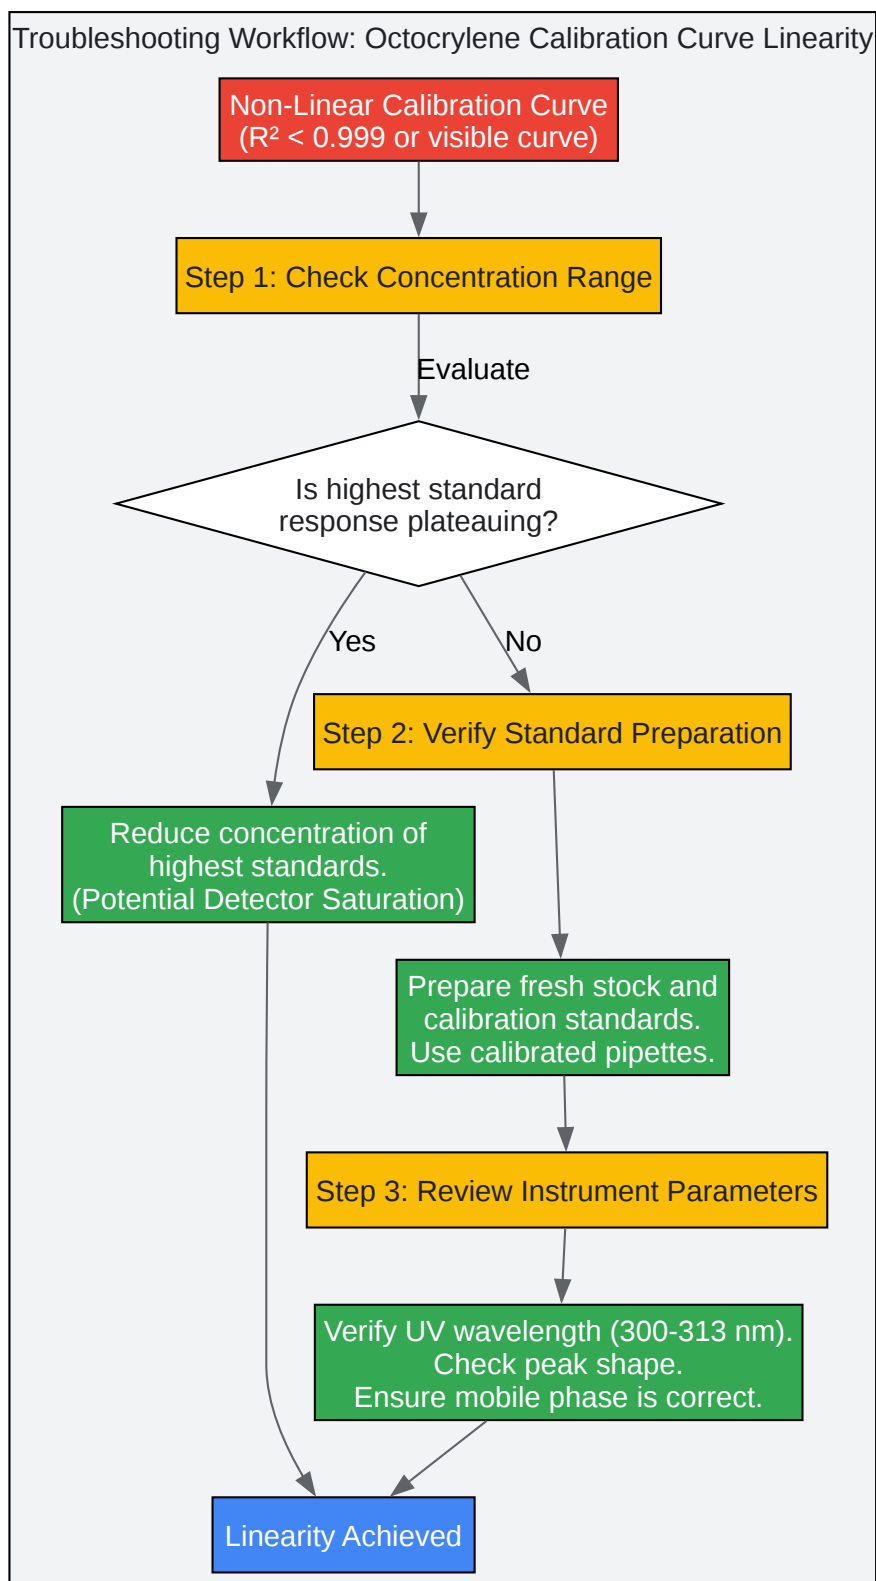 Troubleshooting Workflow: Octocrylene Calibration Curve Linearity
Non-Linear Calibration Curve
(R² < 0.999 or visible curve)
Step 1: Check Concentration Range
Evaluate
Is highest standard
response plateauing?
Yes
No
Step 2: Verify Standard Preparation
Reduce concentration of
highest standards.
(Potential Detector Saturation)
Prepare fresh stock and
calibration standards.
Use calibrated pipettes.
Step 3: Review Instrument Parameters
Verify UV wavelength (300-313 nm).
Check peak shape.
Ensure mobile phase is correct.
Linearity Achieved